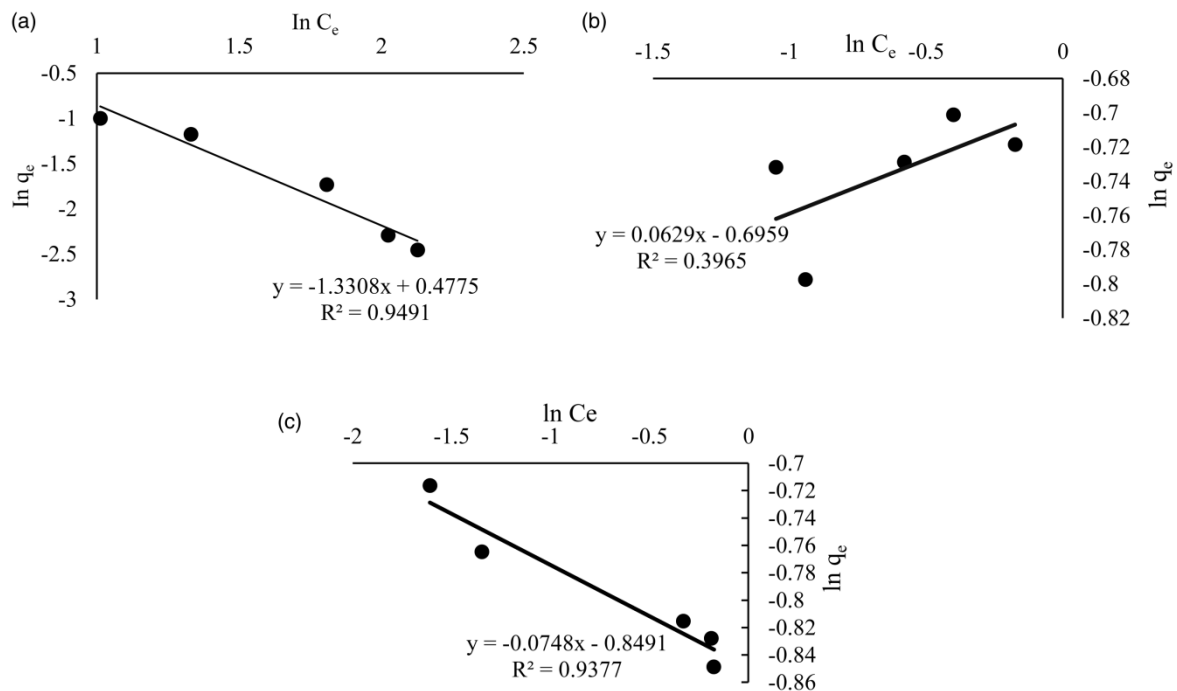 (a)
ln Cₑ
1 1.5 2 2.5
-0.5
-1
-1.5
-2
-2.5
-3
ln qₑ
y = -1.3308x + 0.4775
R² = 0.9491
(b)
ln Cₑ
-1.5 -1 -0.5 0
-0.68
-0.7
-0.72
-0.74
-0.76
-0.78
-0.8
-0.82
ln qₑ
y = 0.0629x - 0.6959
R² = 0.3965
(c)
ln Ce
-2 -1.5 -1 -0.5 0
-0.7
-0.72
-0.74
-0.76
-0.78
-0.8
-0.82
-0.84
-0.86
ln qₑ
y = -0.0748x - 0.8491
R² = 0.9377